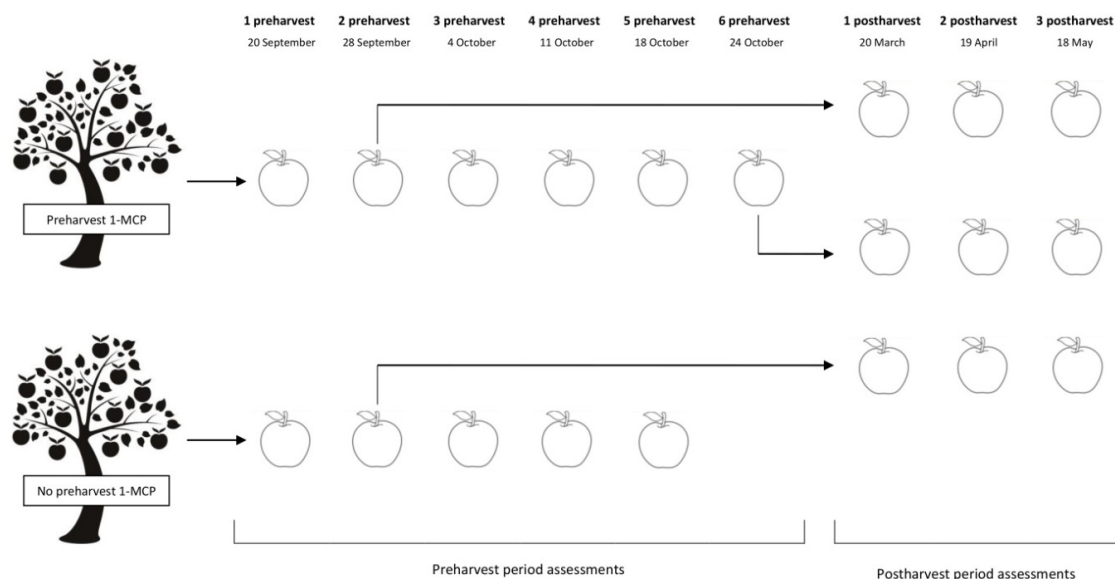 1 preharvest 2 preharvest 3 preharvest 4 preharvest 5 preharvest 6 preharvest 1 postharvest 2 postharvest 3 postharvest
20 September 28 September 4 October 11 October 18 October 24 October 20 March 19 April 18 May
Preharvest 1-MCP
No preharvest 1-MCP
Preharvest period assessments
Postharvest period assessments